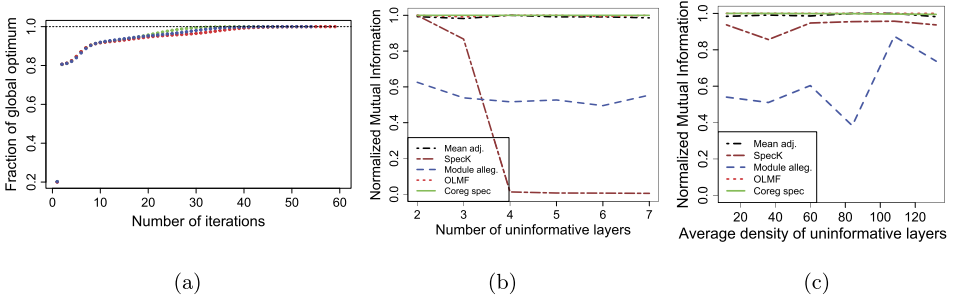 Fraction of global optimum
1.0
0.8
0.6
0.4
0.2
0 10 20 30 40 50 60
Number of iterations
(a)
Normalized Mutual Information
1.0
0.8
0.6
0.4
0.2
0.0
Mean adj.
SpecK
Module alleg.
OLMF
Coreg spec
2 3 4 5 6 7
Number of uninformative layers
(b)
Normalized Mutual Information
1.0
0.8
0.6
0.4
0.2
0.0
Mean adj.
SpecK
Module alleg.
OLMF
Coreg spec
20 40 60 80 100 120
Average density of uninformative layers
(c)